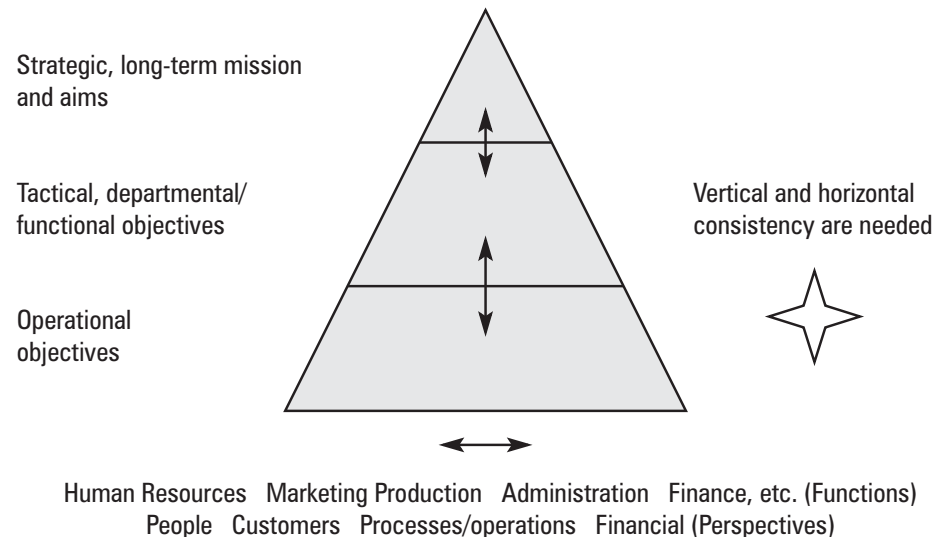 Strategic, long-term mission
and aims
Tactical, departmental/
functional objectives
Vertical and horizontal
consistency are needed
Operational
objectives
Human Resources Marketing Production Administration Finance, etc. (Functions)
People Customers Processes/operations Financial (Perspectives)